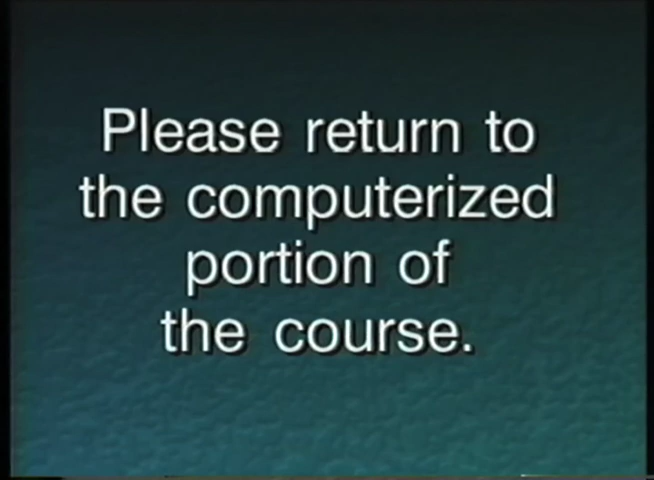 Please return to
the computerized
portion of
the course.